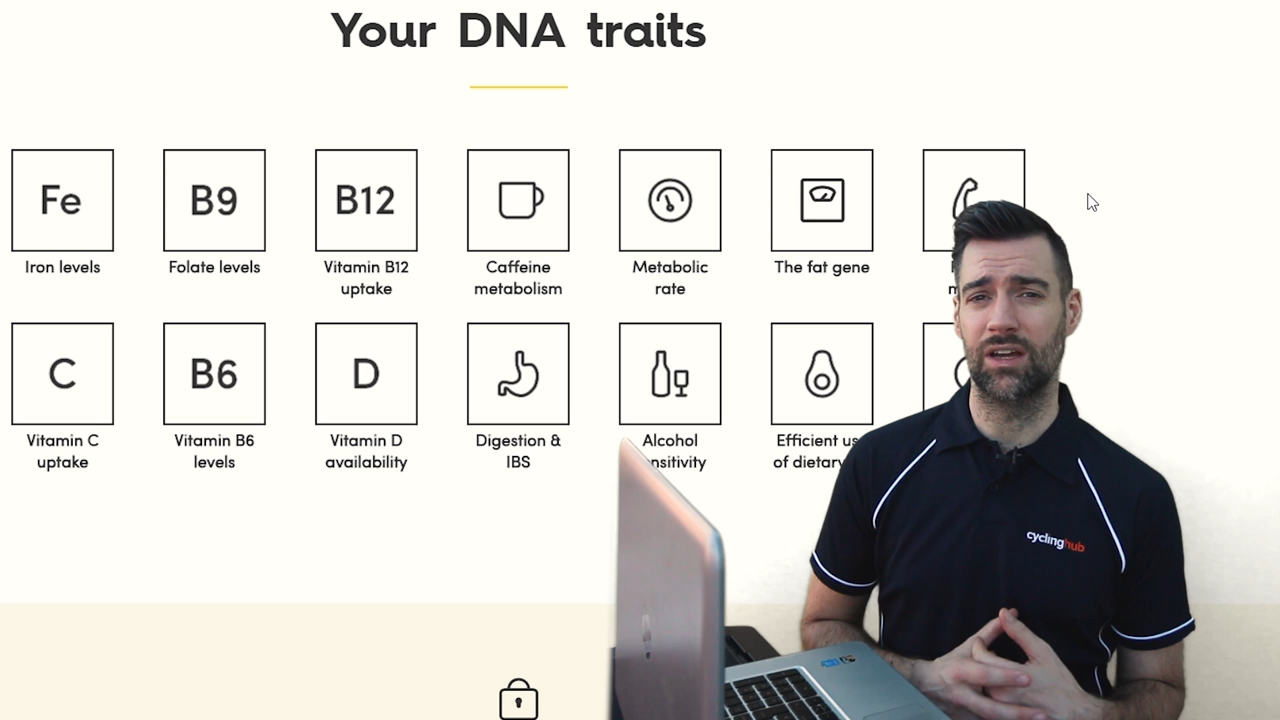 Your DNA traits
Fe
B9
B12
Iron levels
Folate levels
Vitamin B12
uptake
Caffeine
metabolism
Metabolic
rate
The fat gene
C
B6
D
Vitamin C
uptake
Vitamin B6
levels
Vitamin D
availability
Digestion &
IBS
Alcohol
Efficient
of dietary
cyclinghub